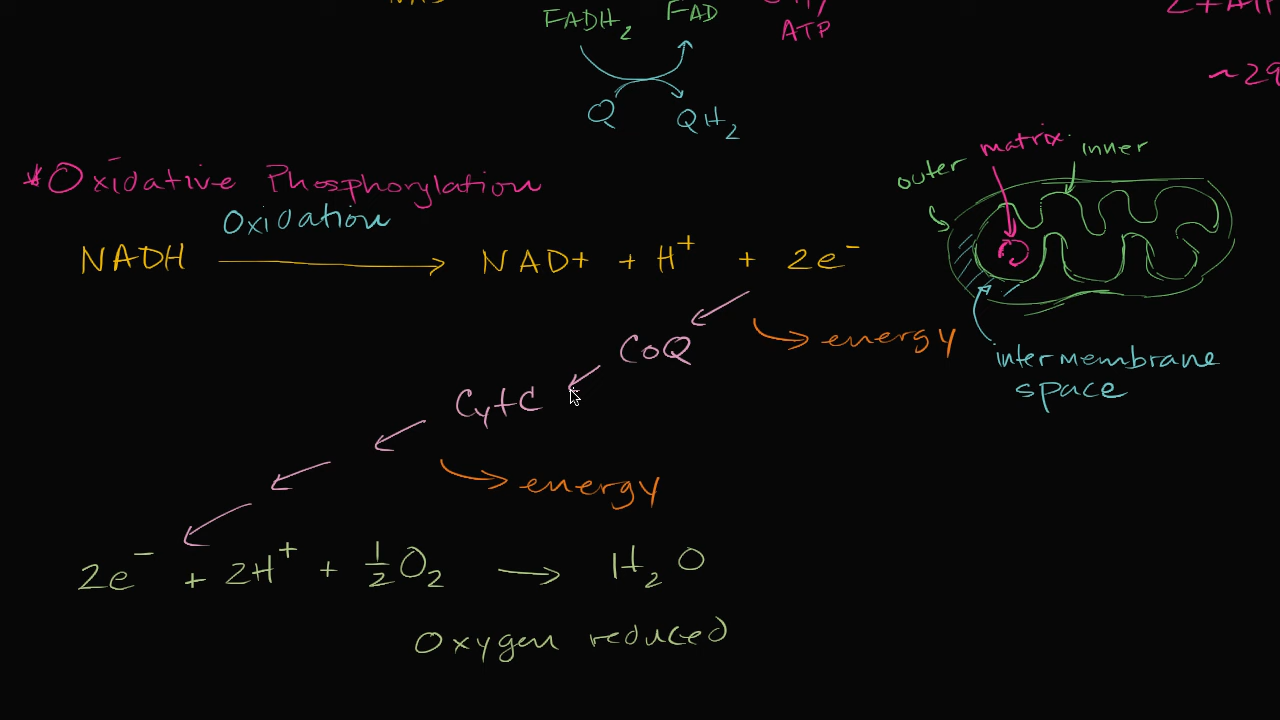 FADH2 FAD
ATP
~29
Q QH2
*Oxidative Phosphorylation
Oxidation
NADH → NAD+ + H+ + 2e-
outer matrix inner
CoQ
energy
intermembrane
space
CytC
energy
2e- + 2H+ + 1/2 O2 → H2O
Oxygen reduced